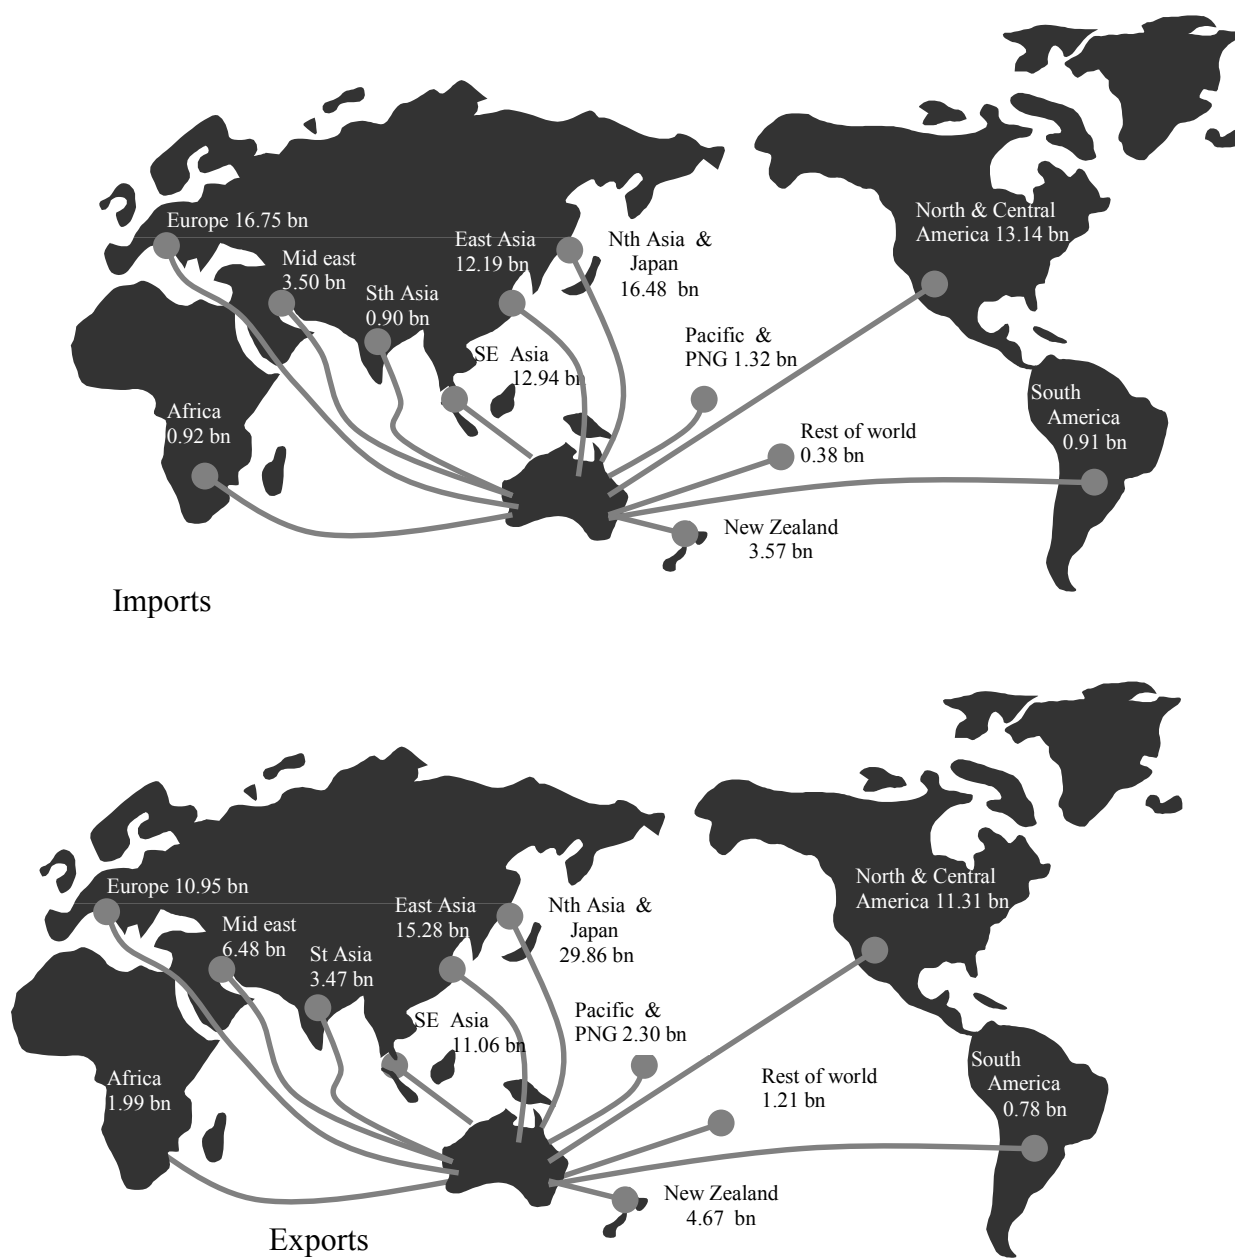 Europe 16.75 bn
Mid east
3.50 bn
Sth Asia
0.90 bn
East Asia
12.19 bn
Nth Asia &
Japan
16.48 bn
North & Central
America 13.14 bn
SE Asia
12.94 bn
Pacific &
PNG 1.32 bn
Africa
0.92 bn
South
America
0.91 bn
Rest of world
0.38 bn
New Zealand
3.57 bn
Imports
Europe 10.95 bn
Mid east
6.48 bn
St Asia
3.47 bn
East Asia
15.28 bn
Nth Asia &
Japan
29.86 bn
North & Central
America 11.31 bn
SE Asia
11.06 bn
Pacific &
PNG 2.30 bn
Africa
1.99 bn
South
America
0.78 bn
Rest of world
1.21 bn
New Zealand
4.67 bn
Exports